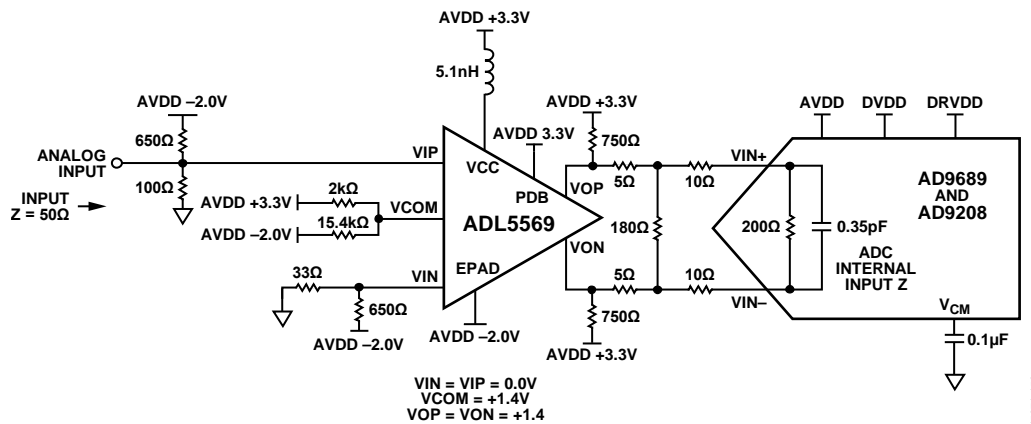 AVDD +3.3V
5.1nH
AVDD –2.0V
650Ω
ANALOG
INPUT
100Ω
INPUT
Z = 50Ω
AVDD +3.3V
2kΩ
15.4kΩ
AVDD –2.0V
VCOM
33Ω
650Ω
AVDD –2.0V
VIP
VIN
VCC
AVDD 3.3V
PDB
ADL5569
EPAD
AVDD –2.0V
VOP
VON
AVDD +3.3V
750Ω
5Ω
10Ω
180Ω
5Ω
10Ω
750Ω
AVDD +3.3V
VIN+
VIN–
AVDD
DVDD
DRVDD
AD9689
AND
AD9208
200Ω
0.35pF
ADC
INTERNAL
INPUT Z
VCM
0.1µF
VIN = VIP = 0.0V
VCOM = +1.4V
VOP = VON = +1.4